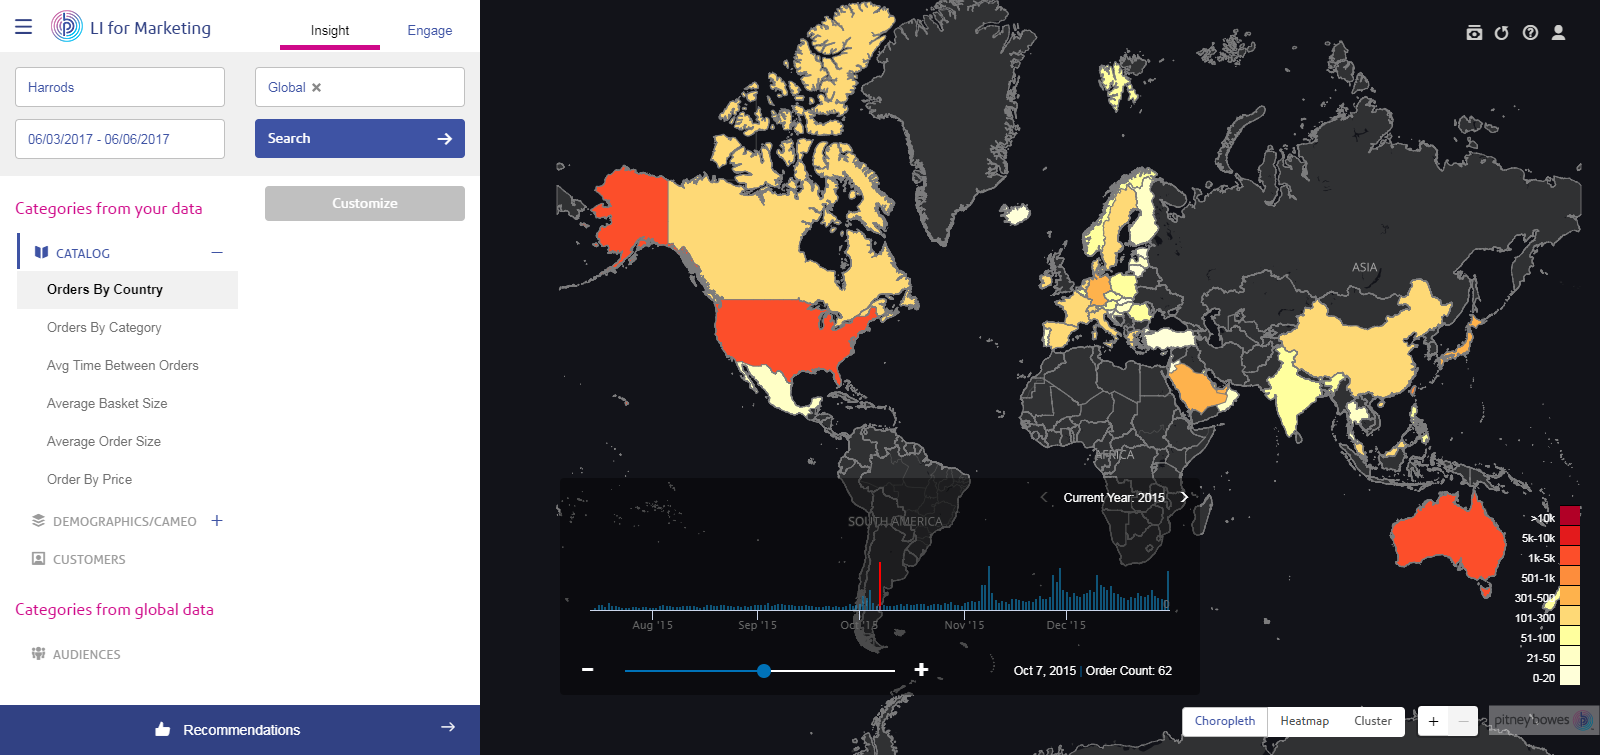 LI for Marketing
Insight
Engage
Harrods
Global ×
06/03/2017 - 06/06/2017
Search
Categories from your data
Customize
CATALOG
Orders By Country
Orders By Category
Avg Time Between Orders
Average Basket Size
Average Order Size
Order By Price
DEMOGRAPHICS/CAMEO +
CUSTOMERS
Categories from global data
AUDIENCES
Recommendations
ASIA
AFRICA
SOUTH AMERICA
Current Year: 2015
0
Aug '15 Sep '15 Oct '15 Nov '15 Dec '15
Oct 7, 2015 | Order Count: 62
>10k
5k-10k
1k-5k
501-1k
301-500
101-300
51-100
21-50
0-20
Choropleth Heatmap Cluster
+ −
pitney bowes